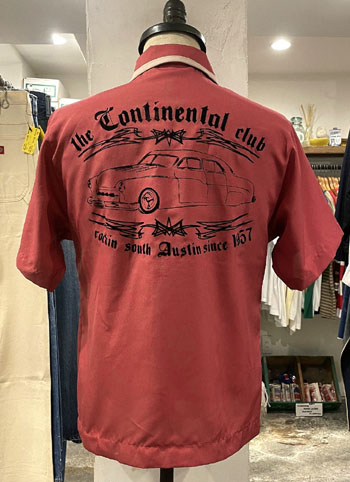 the Continental club
rockin south Austin since 1957